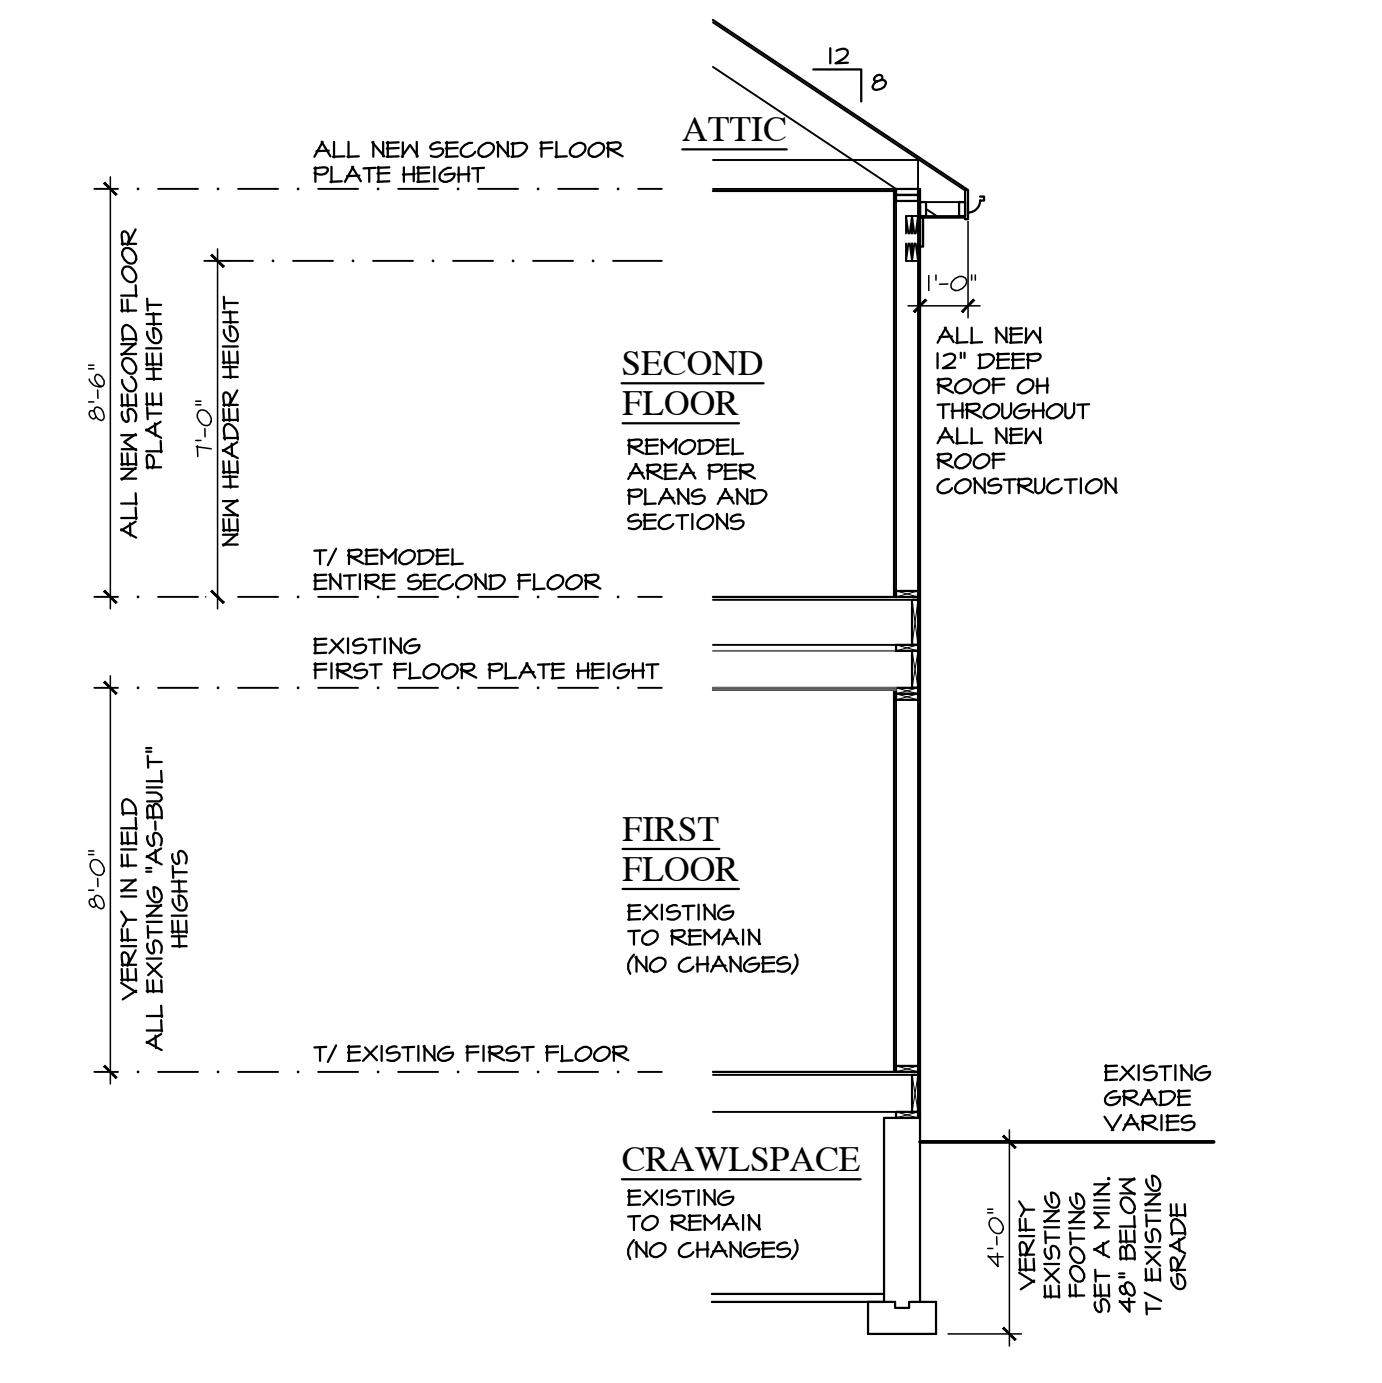 12
8
ATTIC
ALL NEW SECOND FLOOR
PLATE HEIGHT
8'-6"
ALL NEW SECOND FLOOR
PLATE HEIGHT
7'-0"
NEW HEADER HEIGHT
1'-0"
ALL NEW
12" DEEP
ROOF OH
THROUGHOUT
ALL NEW
ROOF
CONSTRUCTION
SECOND
FLOOR
REMODEL
AREA PER
PLANS AND
SECTIONS
T/ REMODEL
ENTIRE SECOND FLOOR
EXISTING
FIRST FLOOR PLATE HEIGHT
8'-0"
VERIFY IN FIELD
ALL EXISTING "AS-BUILT"
HEIGHTS
FIRST
FLOOR
EXISTING
TO REMAIN
(NO CHANGES)
T/ EXISTING FIRST FLOOR
EXISTING
GRADE
VARIES
CRAWLSPACE
EXISTING
TO REMAIN
(NO CHANGES)
4'-0"
VERIFY
EXISTING
FOOTING
SET A MIIN.
48" BELOW
T/ EXISTING
GRADE